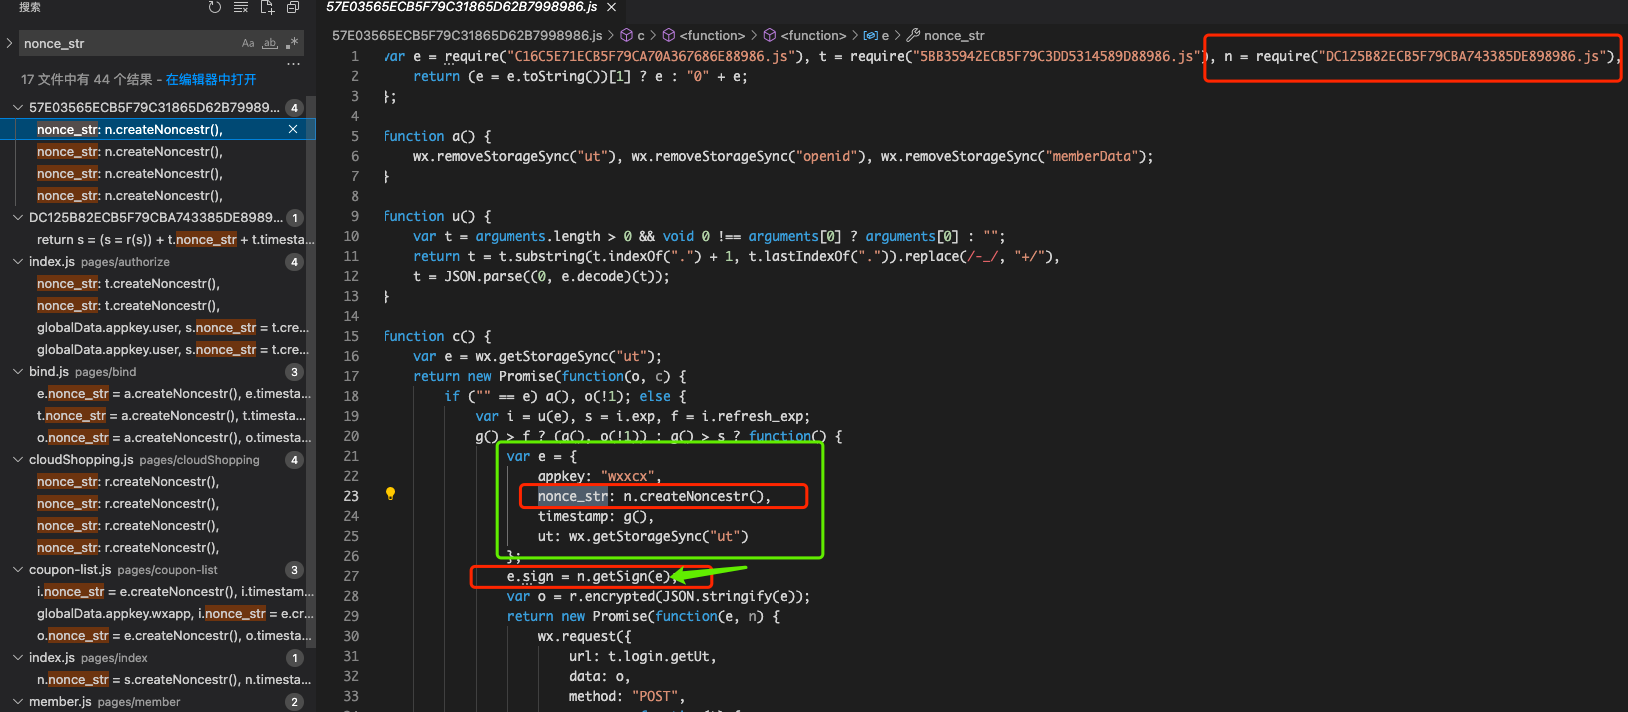 搜索
nonce_str
Aa ab .*
17 文件中有 44 个结果 - 在编辑器中打开
57E03565ECB5F79C31865D62B79989... 4
nonce_str: n.createNoncestr(),
nonce_str: n.createNoncestr(),
nonce_str: n.createNoncestr(),
nonce_str: n.createNoncestr(),
DC125B82ECB5F79CBA743385DE8989... 1
return s = (s = r(s)) + t.nonce_str + t.timesta...
index.js pages/authorize 4
nonce_str: t.createNoncestr(),
nonce_str: t.createNoncestr(),
globalData.appkey.user, s.nonce_str = t.cre...
globalData.appkey.user, s.nonce_str = t.cre...
bind.js pages/bind 3
e.nonce_str = a.createNoncestr(), e.timesta...
t.nonce_str = a.createNoncestr(), t.timesta...
o.nonce_str = a.createNoncestr(), o.timesta...
cloudShopping.js pages/cloudShopping 4
nonce_str: r.createNoncestr(),
nonce_str: r.createNoncestr(),
nonce_str: r.createNoncestr(),
nonce_str: r.createNoncestr(),
coupon-list.js pages/coupon-list 3
i.nonce_str = e.createNoncestr(), i.timestam...
globalData.appkey.wxapp, i.nonce_str = e.cr...
o.nonce_str = e.createNoncestr(), o.timesta...
index.js pages/index 1
n.nonce_str = s.createNoncestr(), n.timesta...
member.js pages/member 2
57E03565ECB5F79C31865D62B7998986.js
57E03565ECB5F79C31865D62B7998986.js > c > <function> > <function> > e > nonce_str
1 var e = require("C16C5E71ECB5F79CA70A367686E88986.js"), t = require("5BB35942ECB5F79C3DD5314589D88986.js"), n = require("DC125B82ECB5F79CBA743385DE898986.js"),
2 return (e = e.toString())[1] ? e : "0" + e;
3 };
4
5 function a() {
6 wx.removeStorageSync("ut"), wx.removeStorageSync("openid"), wx.removeStorageSync("memberData");
7 }
8
9 function u() {
10 var t = arguments.length > 0 && void 0 !== arguments[0] ? arguments[0] : "";
11 return t = t.substring(t.indexOf(".") + 1, t.lastIndexOf(".")).replace(/-_/, "+/"),
12 t = JSON.parse((0, e.decode)(t));
13 }
14
15 function c() {
16 var e = wx.getStorageSync("ut");
17 return new Promise(function(o, c) {
18 if ("" == e) a(), o(!1); else {
19 var i = u(e), s = i.exp, f = i.refresh_exp;
20 g() > f ? (a(), o(!1)) : g() > s ? function() {
21 var e = {
22 appkey: "wxxcx",
23 nonce_str: n.createNoncestr(),
24 timestamp: g(),
25 ut: wx.getStorageSync("ut")
26 };
27 e.sign = n.getSign(e);
28 var o = r.encrypted(JSON.stringify(e));
29 return new Promise(function(e, n) {
30 wx.request({
31 url: t.login.getUt,
32 data: o,
33 method: "POST",